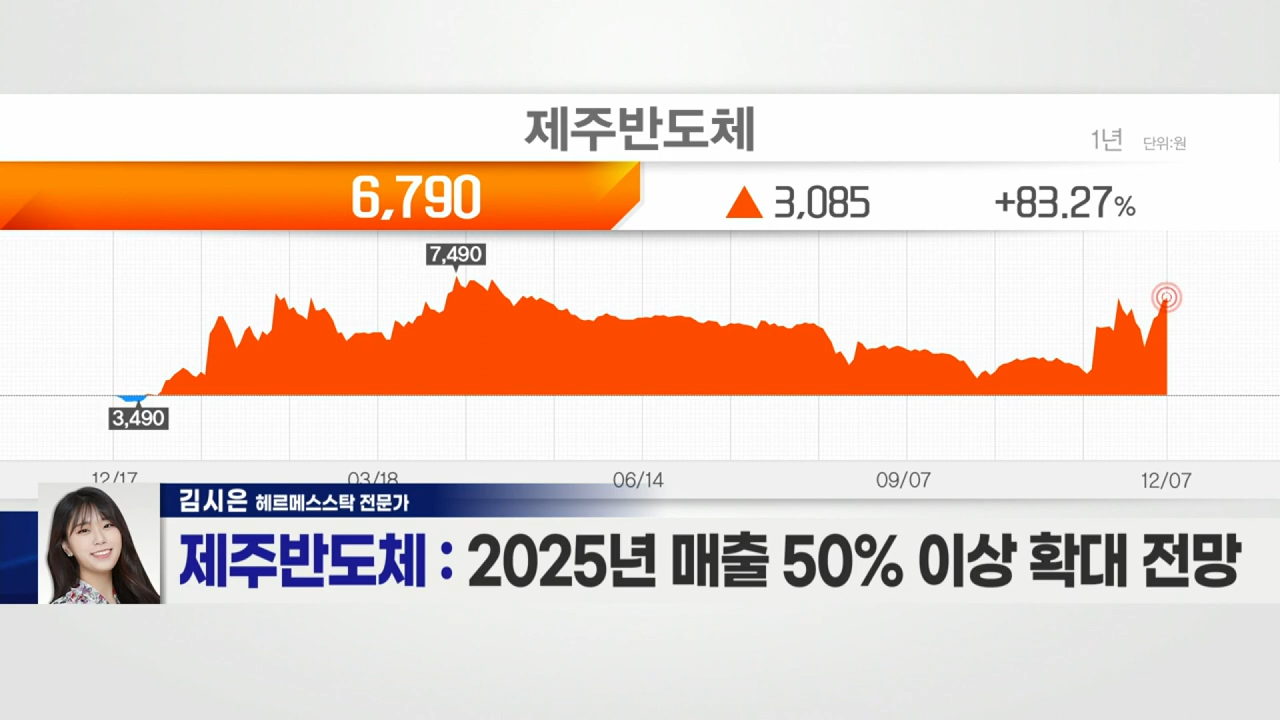 제주반도체
1년 단위:원
6,790 ▲ 3,085 +83.27%
7,490
3,490
12/17 03/18 06/14 09/07 12/07
김시은 헤르메스스탁 전문가
제주반도체 : 2025년 매출 50% 이상 확대 전망